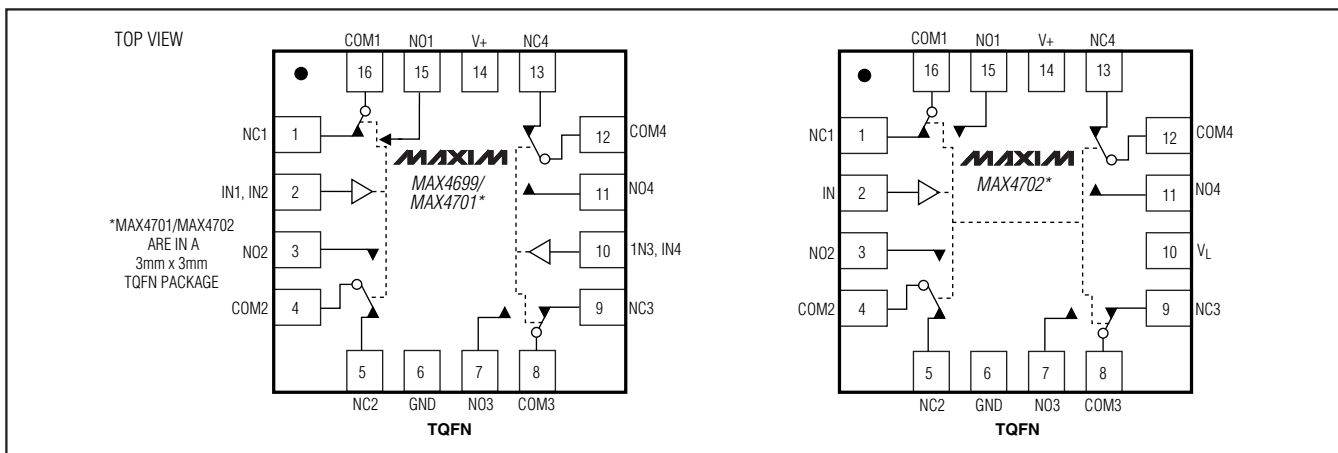 TOP VIEW
COM1 NO1 V+ NC4
16 15 14 13
NC1 1
12 COM4
MAXIM
MAX4699/
MAX4701*
IN1, IN2 2
11 NO4
*MAX4701/MAX4702
ARE IN A
3mm x 3mm
TQFN PACKAGE
NO2 3
10 1N3, IN4
COM2 4
9 NC3
5 6 7 8
NC2 GND NO3 COM3
TQFN
COM1 NO1 V+ NC4
16 15 14 13
NC1 1
12 COM4
MAXIM
MAX4702*
IN 2
11 NO4
NO2 3
10 VL
COM2 4
9 NC3
5 6 7 8
NC2 GND NO3 COM3
TQFN